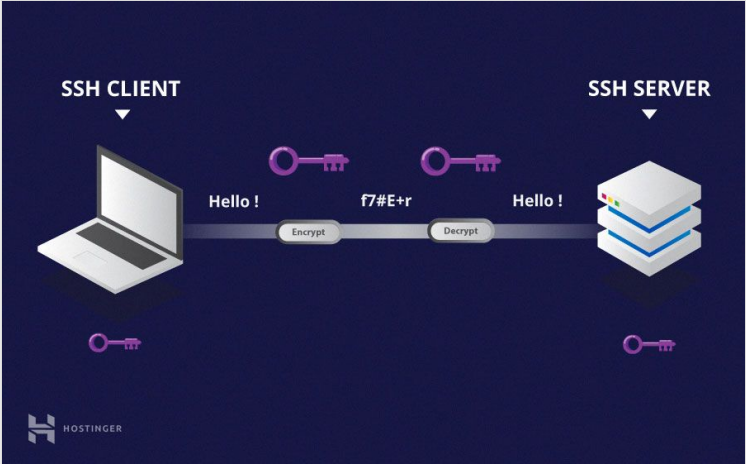 SSH CLIENT
SSH SERVER
Hello !
f7#E+r
Hello !
Encrypt
Decrypt
HOSTINGER